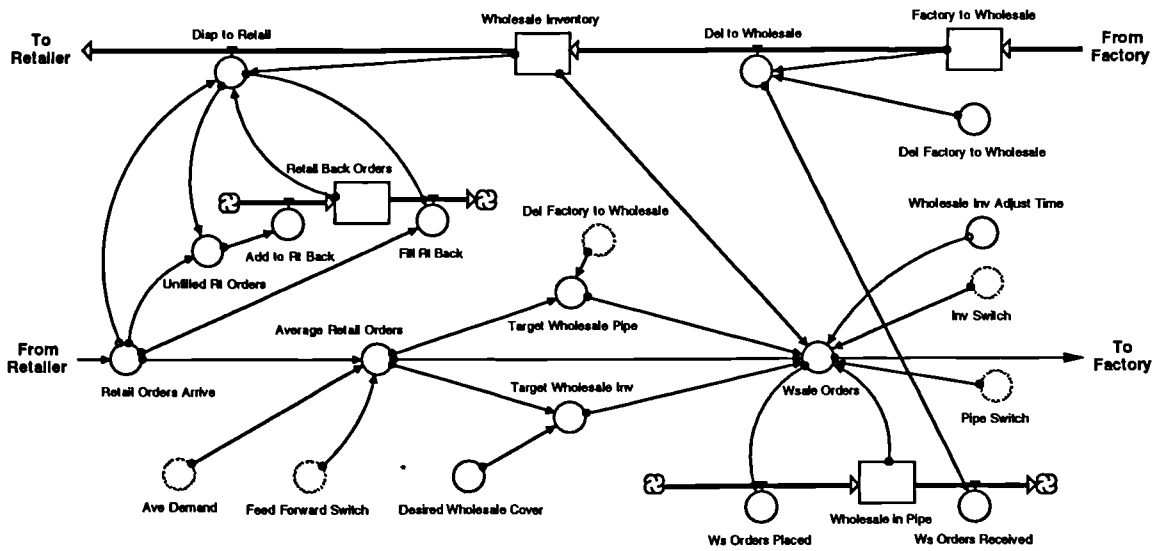 Wholesale Inventory
Factory to Wholesale
Disp to Retail
Del to Wholesale
To
Retailer
From
Factory
Del Factory to Wholesale
Retail Back Orders
Wholesale Inv Adjust Time
Del Factory to Wholesale
Add to Rt Back
Fill Rt Back
Unfilled Rt Orders
Inv Switch
Average Retail Orders
Target Wholesale Pipe
From
Retailer
To
Factory
Retail Orders Arrive
Target Wholesale Inv
Wsale Orders
Pipe Switch
Ave Demand
Feed Forward Switch
Desired Wholesale Cover
Wholesale in Pipe
Ws Orders Placed
Ws Orders Received